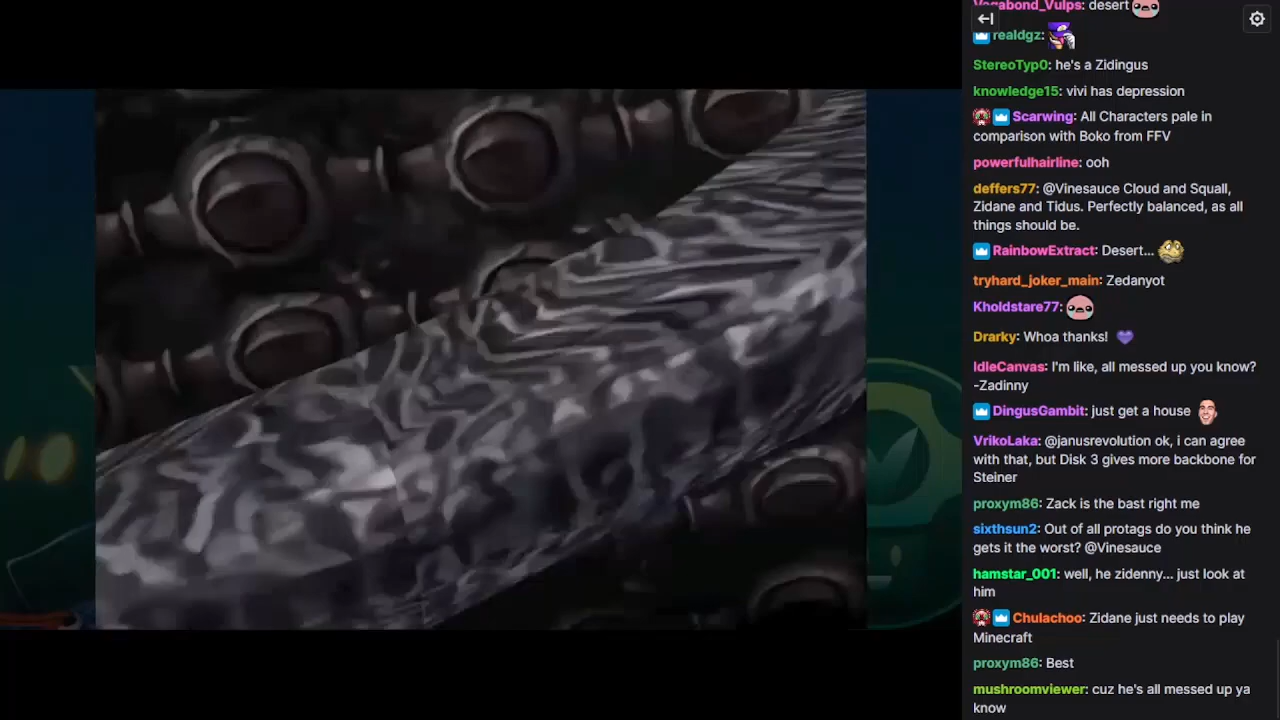 Vagabond_Vulps: desert
realdgz:
StereoTyp0: he's a Zidingus
knowledge15: vivi has depression
Scarwing: All Characters pale in
comparison with Boko from FFV
powerfulhairline: ooh
deffers77: @Vinesauce Cloud and Squall,
Zidane and Tidus. Perfectly balanced, as all
things should be.
RainbowExtract: Desert...
tryhard_joker_main: Zedanyot
Kholdstare77:
Drarky: Whoa thanks!
IdleCanvas: I'm like, all messed up you know?
-Zadinny
DingusGambit: just get a house
VrikoLaka: @janusrevolution ok, i can agree
with that, but Disk 3 gives more backbone for
Steiner
proxym86: Zack is the bast right me
sixthsun2: Out of all protags do you think he
gets it the worst? @Vinesauce
hamstar_001: well, he zidenny... just look at
him
Chulachoo: Zidane just needs to play
Minecraft
proxym86: Best
mushroomviewer: cuz he's all messed up ya
know